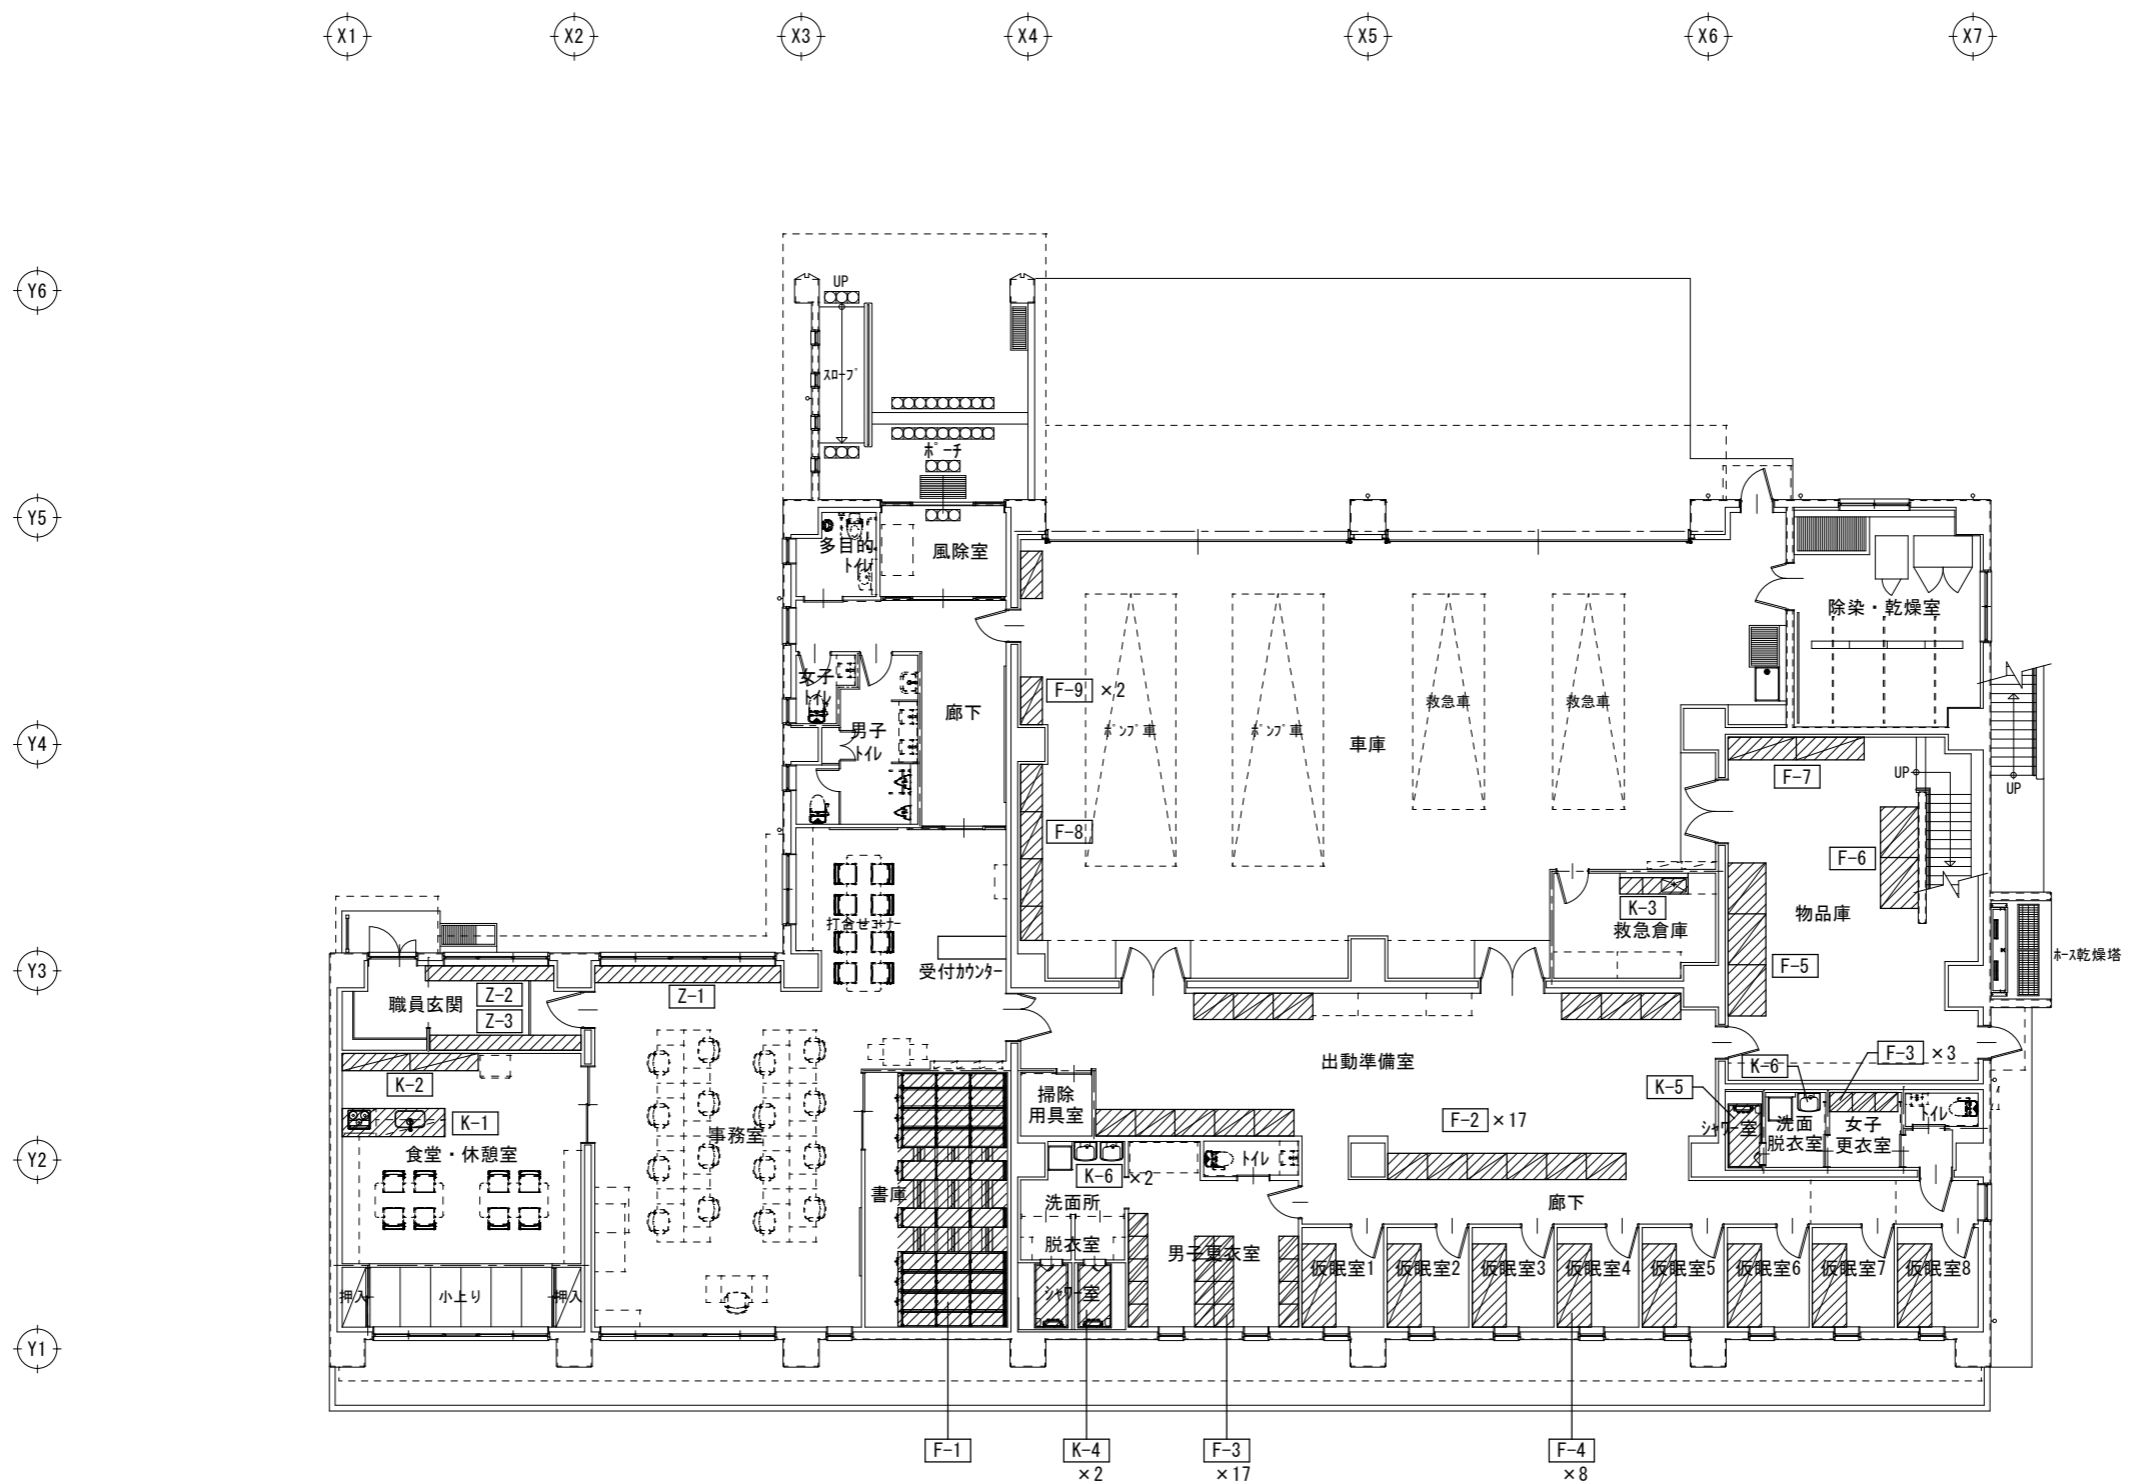 X1
X2
X3
X4
X5
X6
X7
Y6
UP
スロープ
ポーチ
Y5
多目的
トイレ
風除室
除染・乾燥室
女子
トイレ
F-9 ×2
ポンプ車
ポンプ車
救急車
救急車
廊下
男子
トイレ
Y4
車庫
F-7
UP
UP
F-8
F-6
K-3
物品庫
打合せコーナー
救急倉庫
ホース乾燥塔
Y3
受付カウンター
F-5
Z-2
Z-1
職員玄関
Z-3
出動準備室
F-3 ×3
K-6
K-2
掃除
用具室
K-5
K-1
F-2 ×17
シャワー室
洗面
脱衣室
女子
更衣室
トイレ
事務室
食堂・休憩室
Y2
K-6 ×2
トイレ
書庫
洗面所
廊下
脱衣室
男子更衣室
仮眠室1
仮眠室2
仮眠室3
仮眠室4
仮眠室5
仮眠室6
仮眠室7
仮眠室8
押入
小上り
押入
シャワー室
Y1
F-1
K-4
×2
F-3
×17
F-4
×8